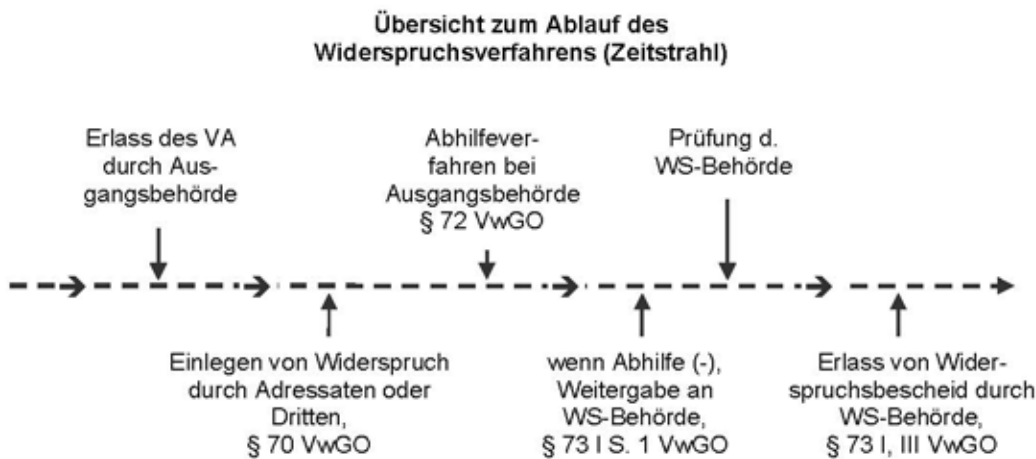 Übersicht zum Ablauf des
Widerspruchsverfahrens (Zeitstrahl)
Erlass des VA
durch Aus-
gangsbehörde
Abhilfever-
fahren bei
Ausgangsbehörde
§ 72 VwGO
Prüfung d.
WS-Behörde
Einlegen von Widerspruch
durch Adressaten oder
Dritten,
§ 70 VwGO
wenn Abhilfe (-),
Weitergabe an
WS-Behörde,
§ 73 I S. 1 VwGO
Erlass von Wider-
spruchsbescheid durch
WS-Behörde,
§ 73 I, III VwGO